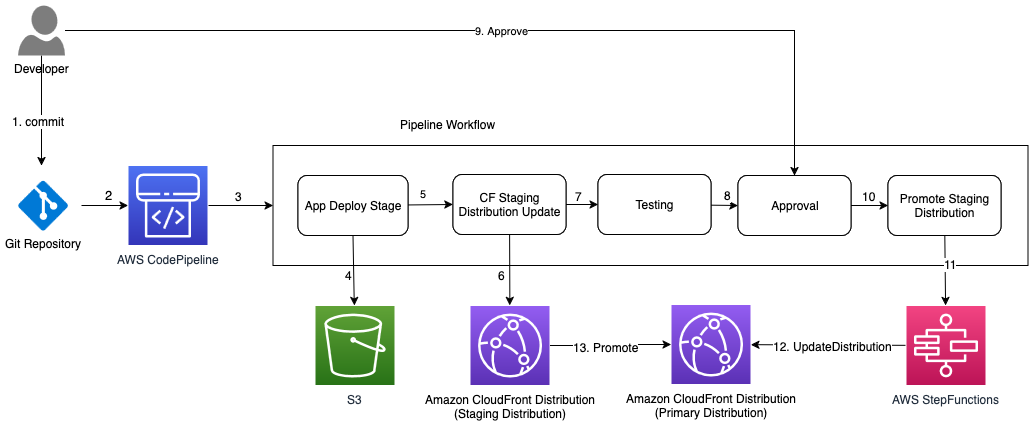 9. Approve
Developer
1. commit
Pipeline Workflow
2
3
App Deploy Stage
5
CF Staging
Distribution Update
7
Testing
8
Approval
10
Promote Staging
Distribution
Git Repository
AWS CodePipeline
4
6
11
13. Promote
12. UpdateDistribution
S3
Amazon CloudFront Distribution
(Staging Distribution)
Amazon CloudFront Distribution
(Primary Distribution)
AWS StepFunctions